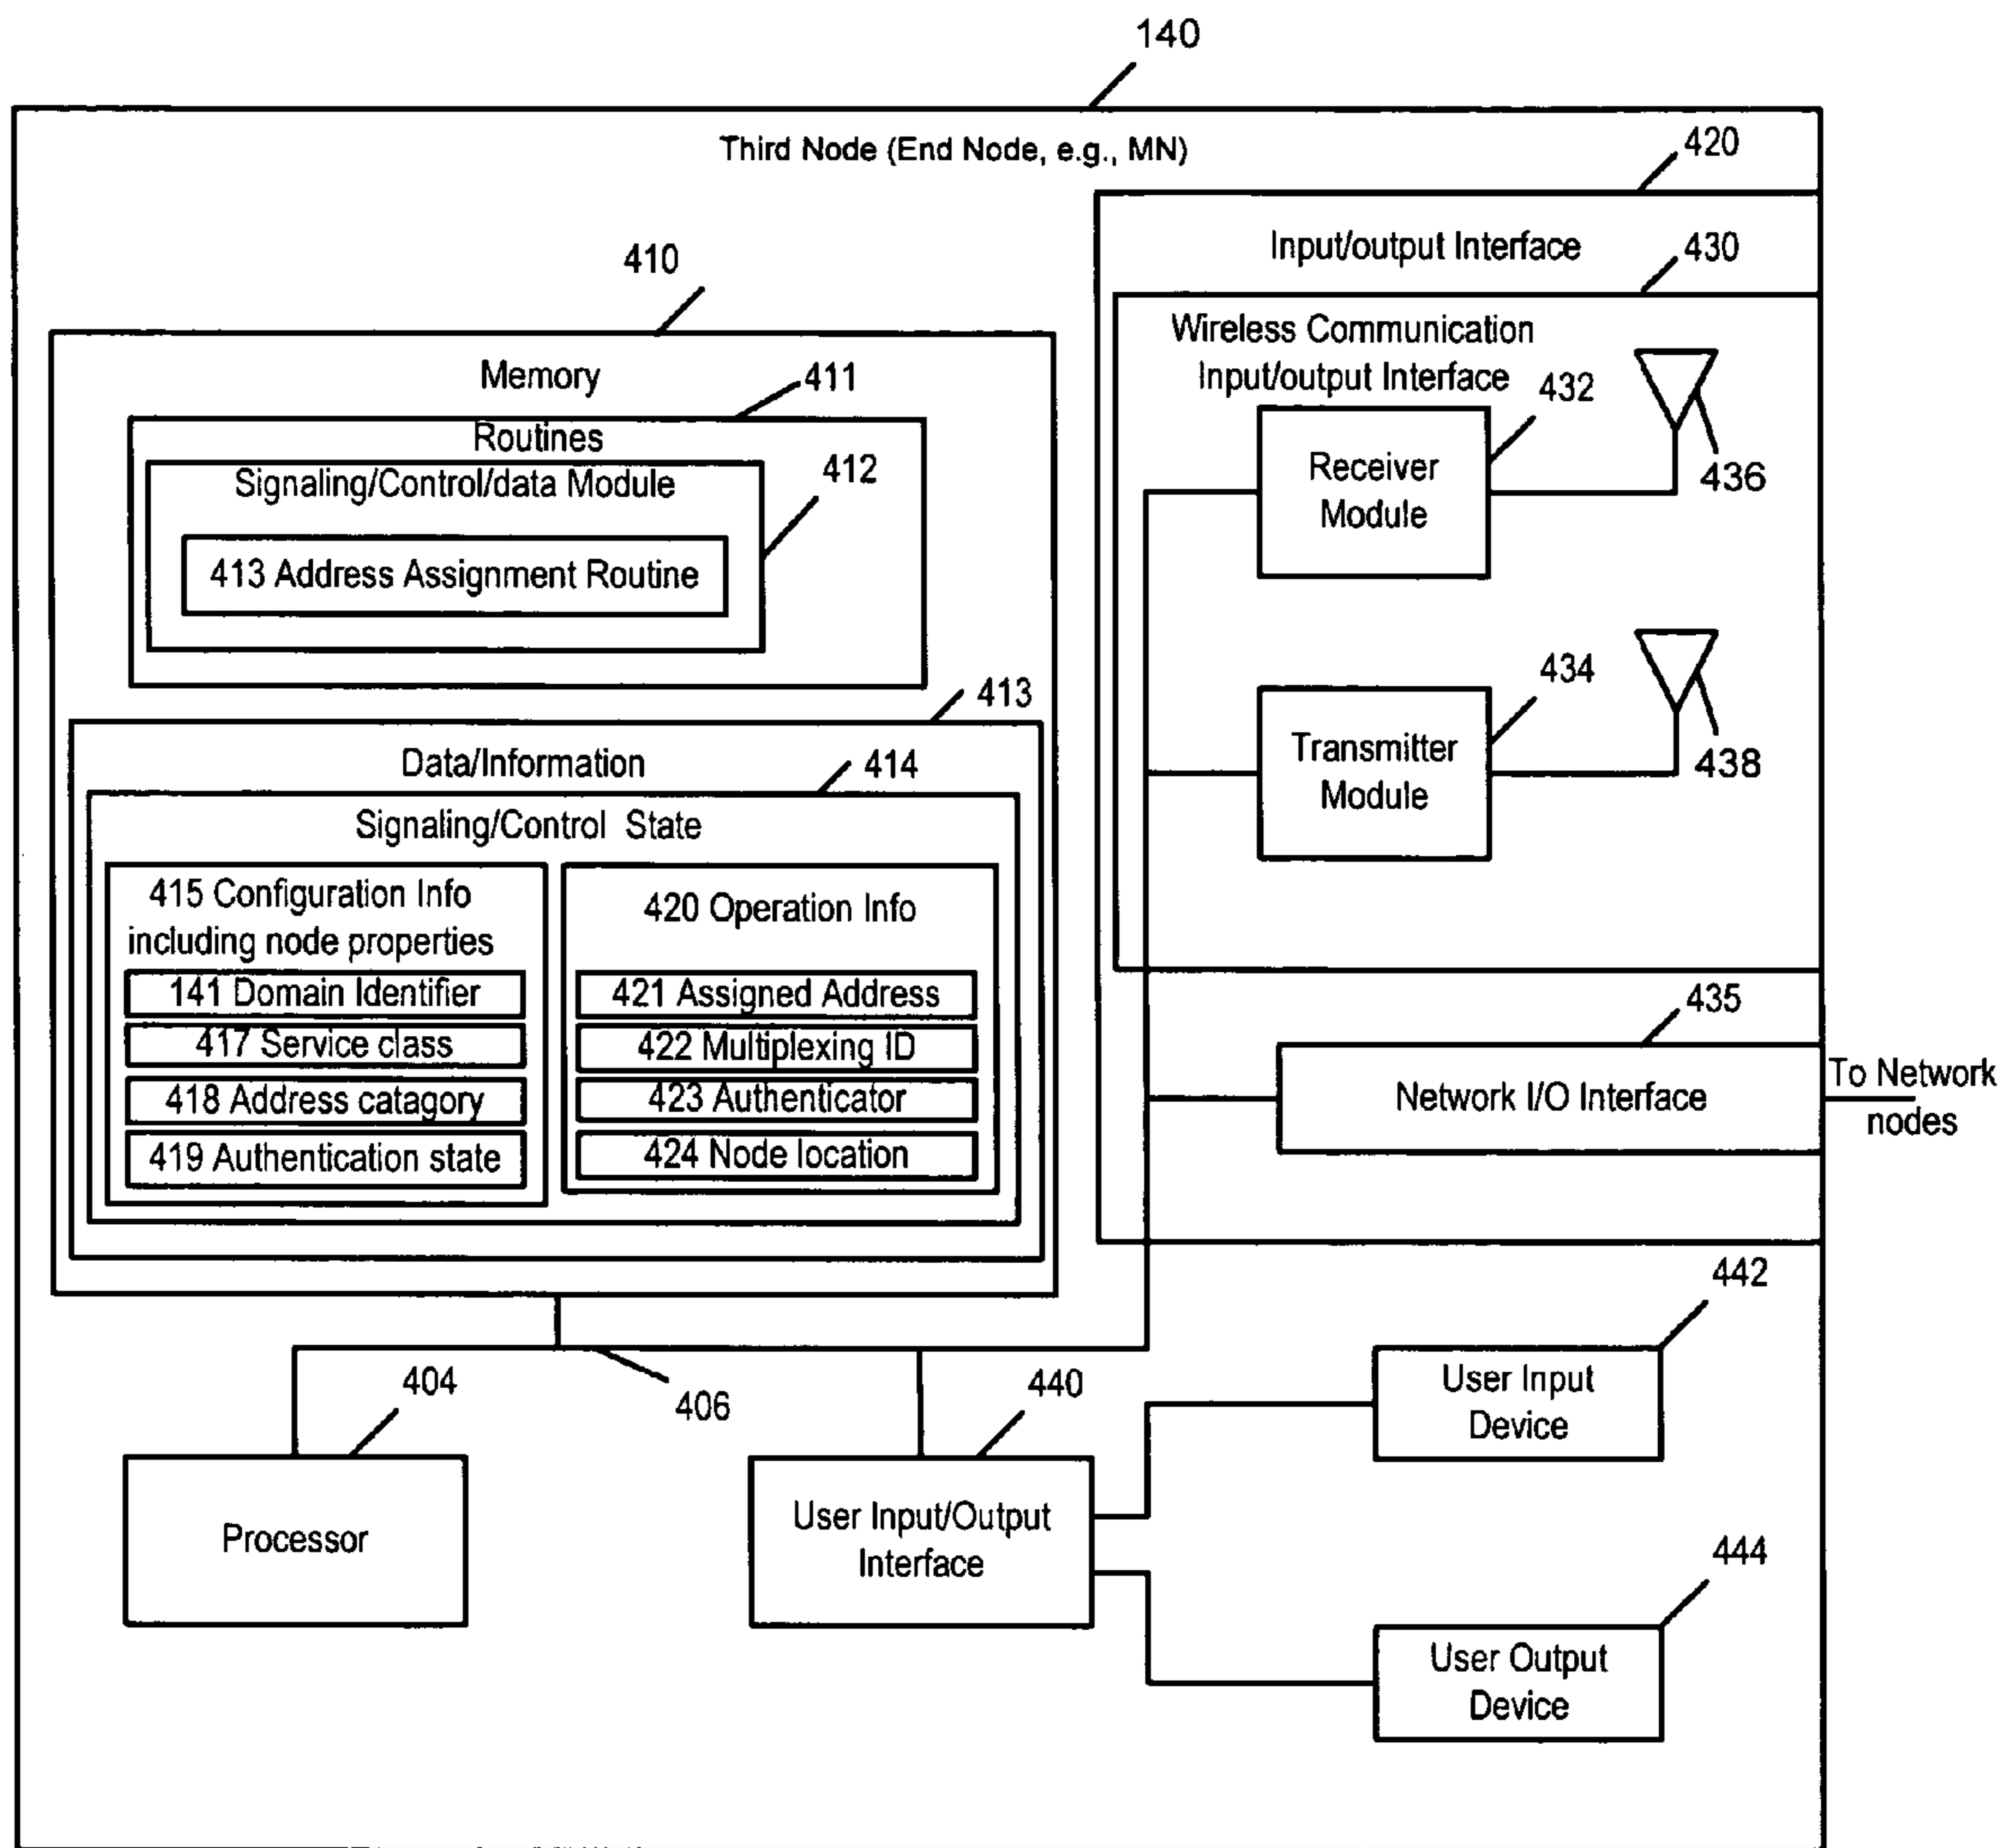 140
Third Node (End Node, e.g., MN)
420
Input/output Interface
430
410
Wireless Communication
Input/output Interface
432
436
Receiver
Module
Memory
411
Routines
Signaling/Control/data Module
412
413 Address Assignment Routine
434
438
Transmitter
Module
413
Data/Information
414
Signaling/Control State
415 Configuration Info
including node properties
141 Domain Identifier
417 Service class
418 Address catagory
419 Authentication state
420 Operation Info
421 Assigned Address
422 Multiplexing ID
423 Authenticator
424 Node location
435
Network I/O Interface
To Network
nodes
442
User Input
Device
404
406
440
Processor
User Input/Output
Interface
444
User Output
Device